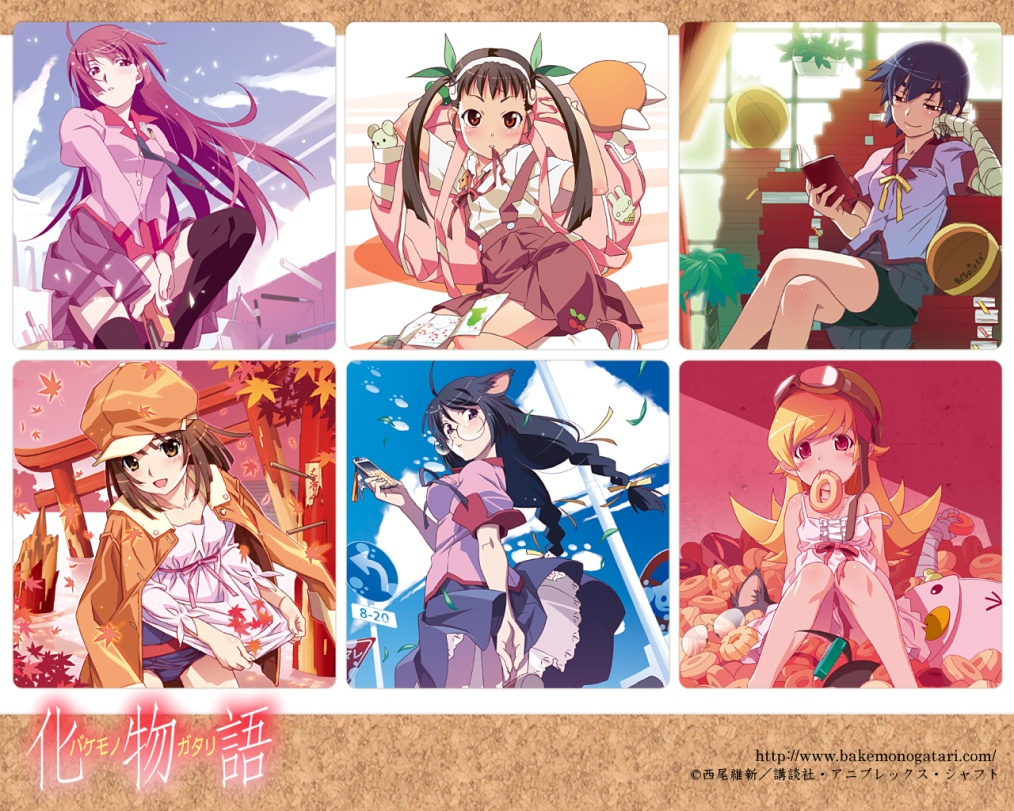 8-20
化物語
バケモノ ガタリ
http://www.bakemonogatari.com/
©西尾維新／講談社・アニプレックス・シャフト